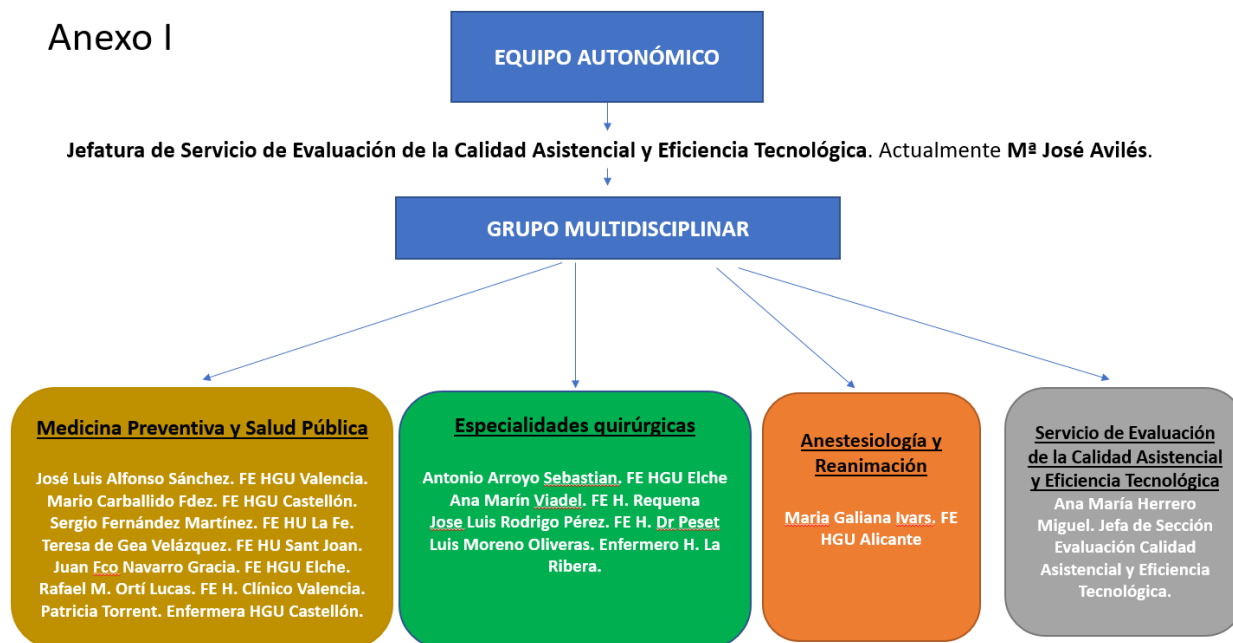 Anexo I
EQUIPO AUTONÓMICO
Jefatura de Servicio de Evaluación de la Calidad Asistencial y Eficiencia Tecnológica. Actualmente Mª José Avilés.
GRUPO MULTIDISCIPLINAR
Medicina Preventiva y Salud Pública
José Luis Alfonso Sánchez. FE HGU Valencia.
Mario Carballido Fdez. FE HGU Castellón.
Sergio Fernández Martínez. FE HU La Fe.
Teresa de Gea Velázquez. FE HU Sant Joan.
Juan Fco Navarro Gracia. FE HGU Elche.
Rafael M. Ortí Lucas. FE H. Clínico Valencia.
Patricia Torrent. Enfermera HGU Castellón.
Especialidades quirúrgicas
Antonio Arroyo Sebastian. FE HGU Elche
Ana Marín Viadel. FE H. Requena
Jose Luis Rodrigo Pérez. FE H. Dr Peset
Luis Moreno Oliveras. Enfermero H. La
Ribera.
Anestesiología y
Reanimación
Maria Galiana Ivars. FE
HGU Alicante
Servicio de Evaluación
de la Calidad Asistencial
y Eficiencia Tecnológica
Ana María Herrero
Miguel. Jefa de Sección
Evaluación Calidad
Asistencial y Eficiencia
Tecnológica.